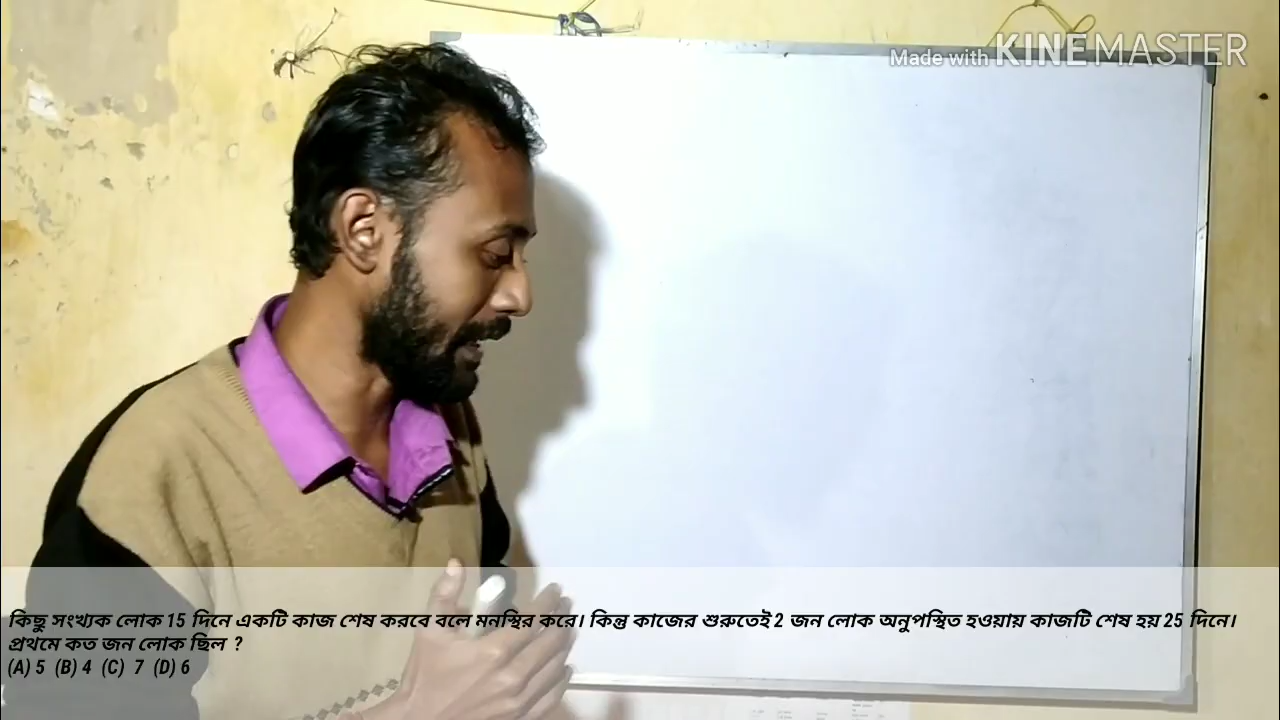 Made with KINEMASTER
কিছু সংখ্যক লোক 15 দিনে একটি কাজ শেষ করবে বলে মনস্থির করে। কিন্তু কাজের শুরুতেই 2 জন লোক অনুপস্থিত হওয়ায় কাজটি শেষ হয় 25 দিনে।
প্রথমে কত জন লোক ছিল ?
(A) 5 (B) 4 (C) 7 (D) 6